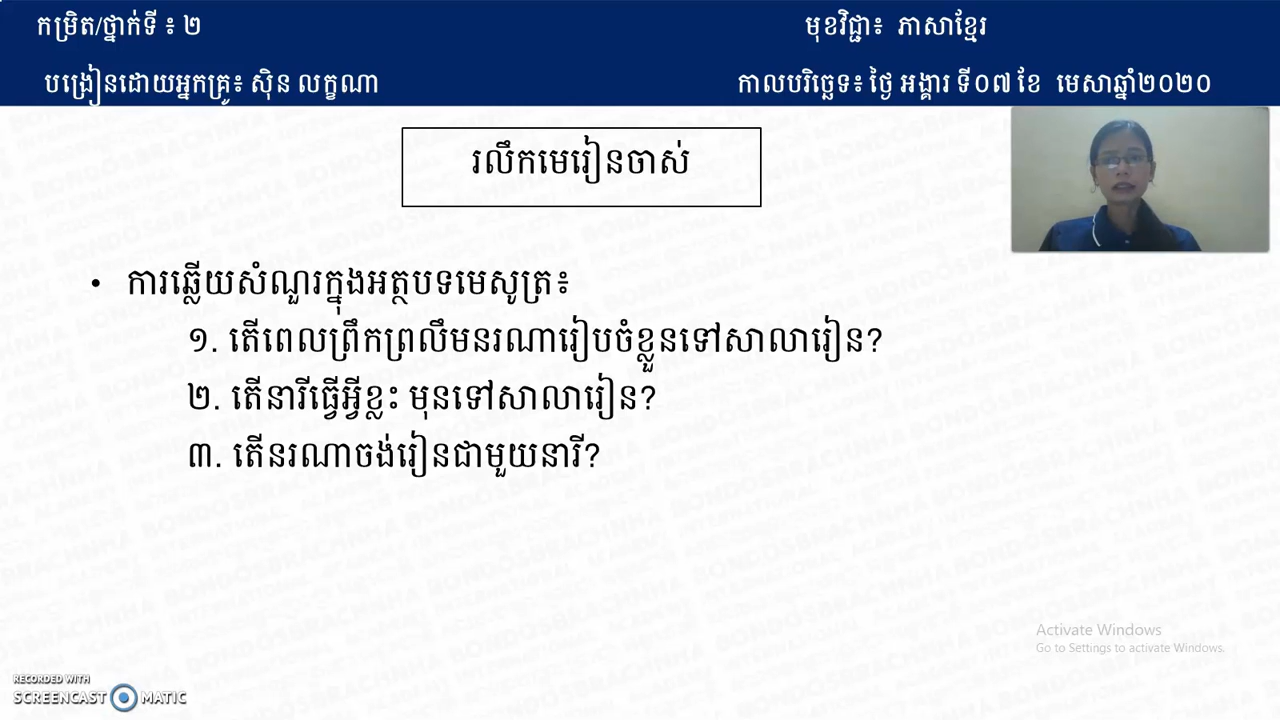 កម្រិត/ថ្នាក់ទី ៖ ២
មុខវិជ្ជា៖ ភាសាខ្មែរ
បង្រៀនដោយអ្នកគ្រូ៖ ស៊ិន លក្ខណា
កាលបរិច្ឆេទ៖ ថ្ងៃ អង្គារ ទី០៧ ខែ មេសាឆ្នាំ២០២០
រលឹកមេរៀនចាស់
• ការឆ្លើយសំណួរក្នុងអត្ថបទមេសូត្រ៖
១. តើពេលព្រឹកព្រលឹមនរណារៀបចំខ្លួនទៅសាលារៀន?
២. តើនារីធ្វើអ្វីខ្លះ មុនទៅសាលារៀន?
៣. តើនរណាចង់រៀនជាមួយនារី?
Activate Windows
Go to Settings to activate Windows.
RECORDED WITH
SCREENCAST MATIC